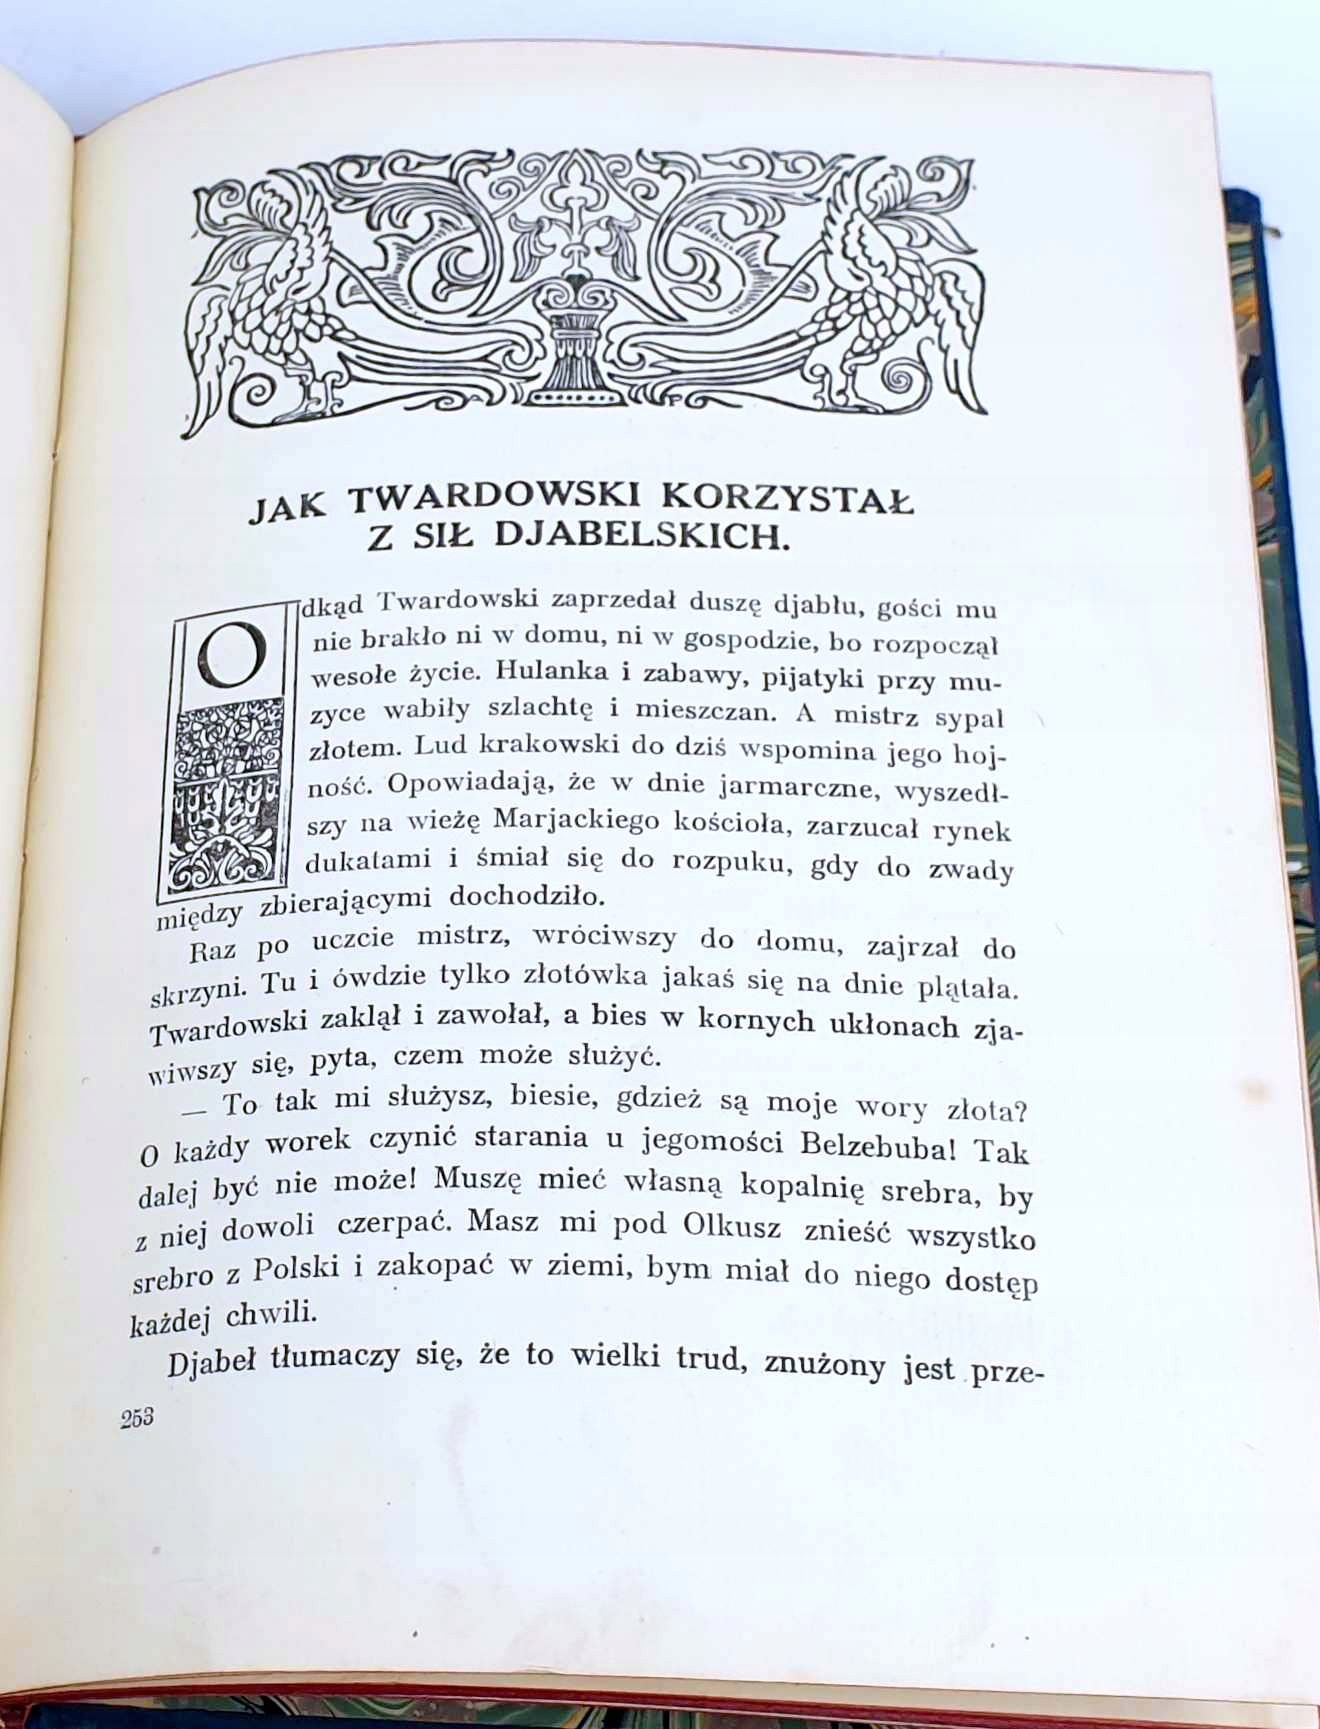 JAK TWARDOWSKI KORZYSTAŁ
Z SIŁ DJABELSKICH.
Odkąd Twardowski zaprzedał duszę djabłu, gości mu
nie brakło ni w domu, ni w gospodzie, bo rozpoczął
wesołe życie. Hulanka i zabawy, pijatyki przy mu-
zyce wabiły szlachtę i mieszczan. A mistrz sypał
złotem. Lud krakowski do dziś wspomina jego hoj-
ność. Opowiadają, że w dnie jarmarczne, wyszedł-
szy na wieżę Marjackiego kościoła, zarzucał rynek
dukatami i śmiał się do rozpuku, gdy do zwady
między zbierającymi dochodziło.
Raz po uczcie mistrz, wróciwszy do domu, zajrzał do
skrzyni. Tu i ówdzie tylko złotówka jakaś się na dnie plątała.
Twardowski zaklął i zawołał, a bies w kornych ukłonach zja-
wiwszy się, pyta, czem może służyć.
— To tak mi służysz, biesie, gdzież są moje wory złota?
O każdy worek czynić starania u jegomości Belzebuba! Tak
dalej być nie może! Muszę mieć własną kopalnię srebra, by
z niej dowoli czerpać. Masz mi pod Olkusz znieść wszystko
srebro z Polski i zakopać w ziemi, bym miał do niego dostęp
każdej chwili.
Djabeł tłumaczy się, że to wielki trud, znużony jest prze-
253